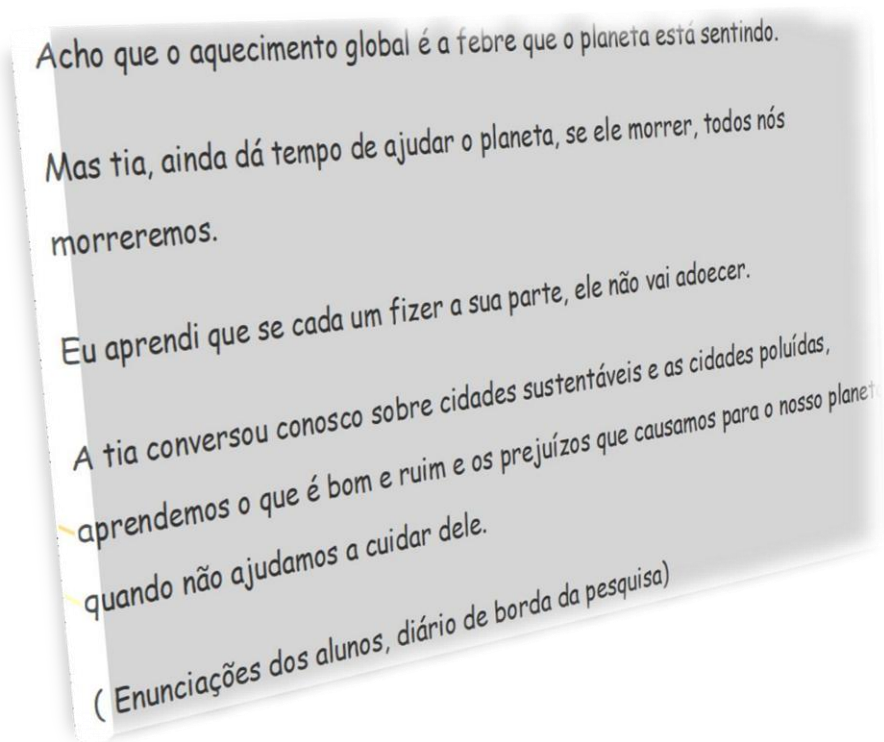 Acho que o aquecimento global é a febre que o planeta está sentindo.
Mas tia, ainda dá tempo de ajudar o planeta, se ele morrer, todos nós
morreremos.
Eu aprendi que se cada um fizer a sua parte, ele não vai adoecer.
A tia conversou conosco sobre cidades sustentáveis e as cidades poluídas,
aprendemos o que é bom e ruim e os prejuízos que causamos para o nosso planeta
quando não ajudamos a cuidar dele.
( Enunciações dos alunos, diário de borda da pesquisa)